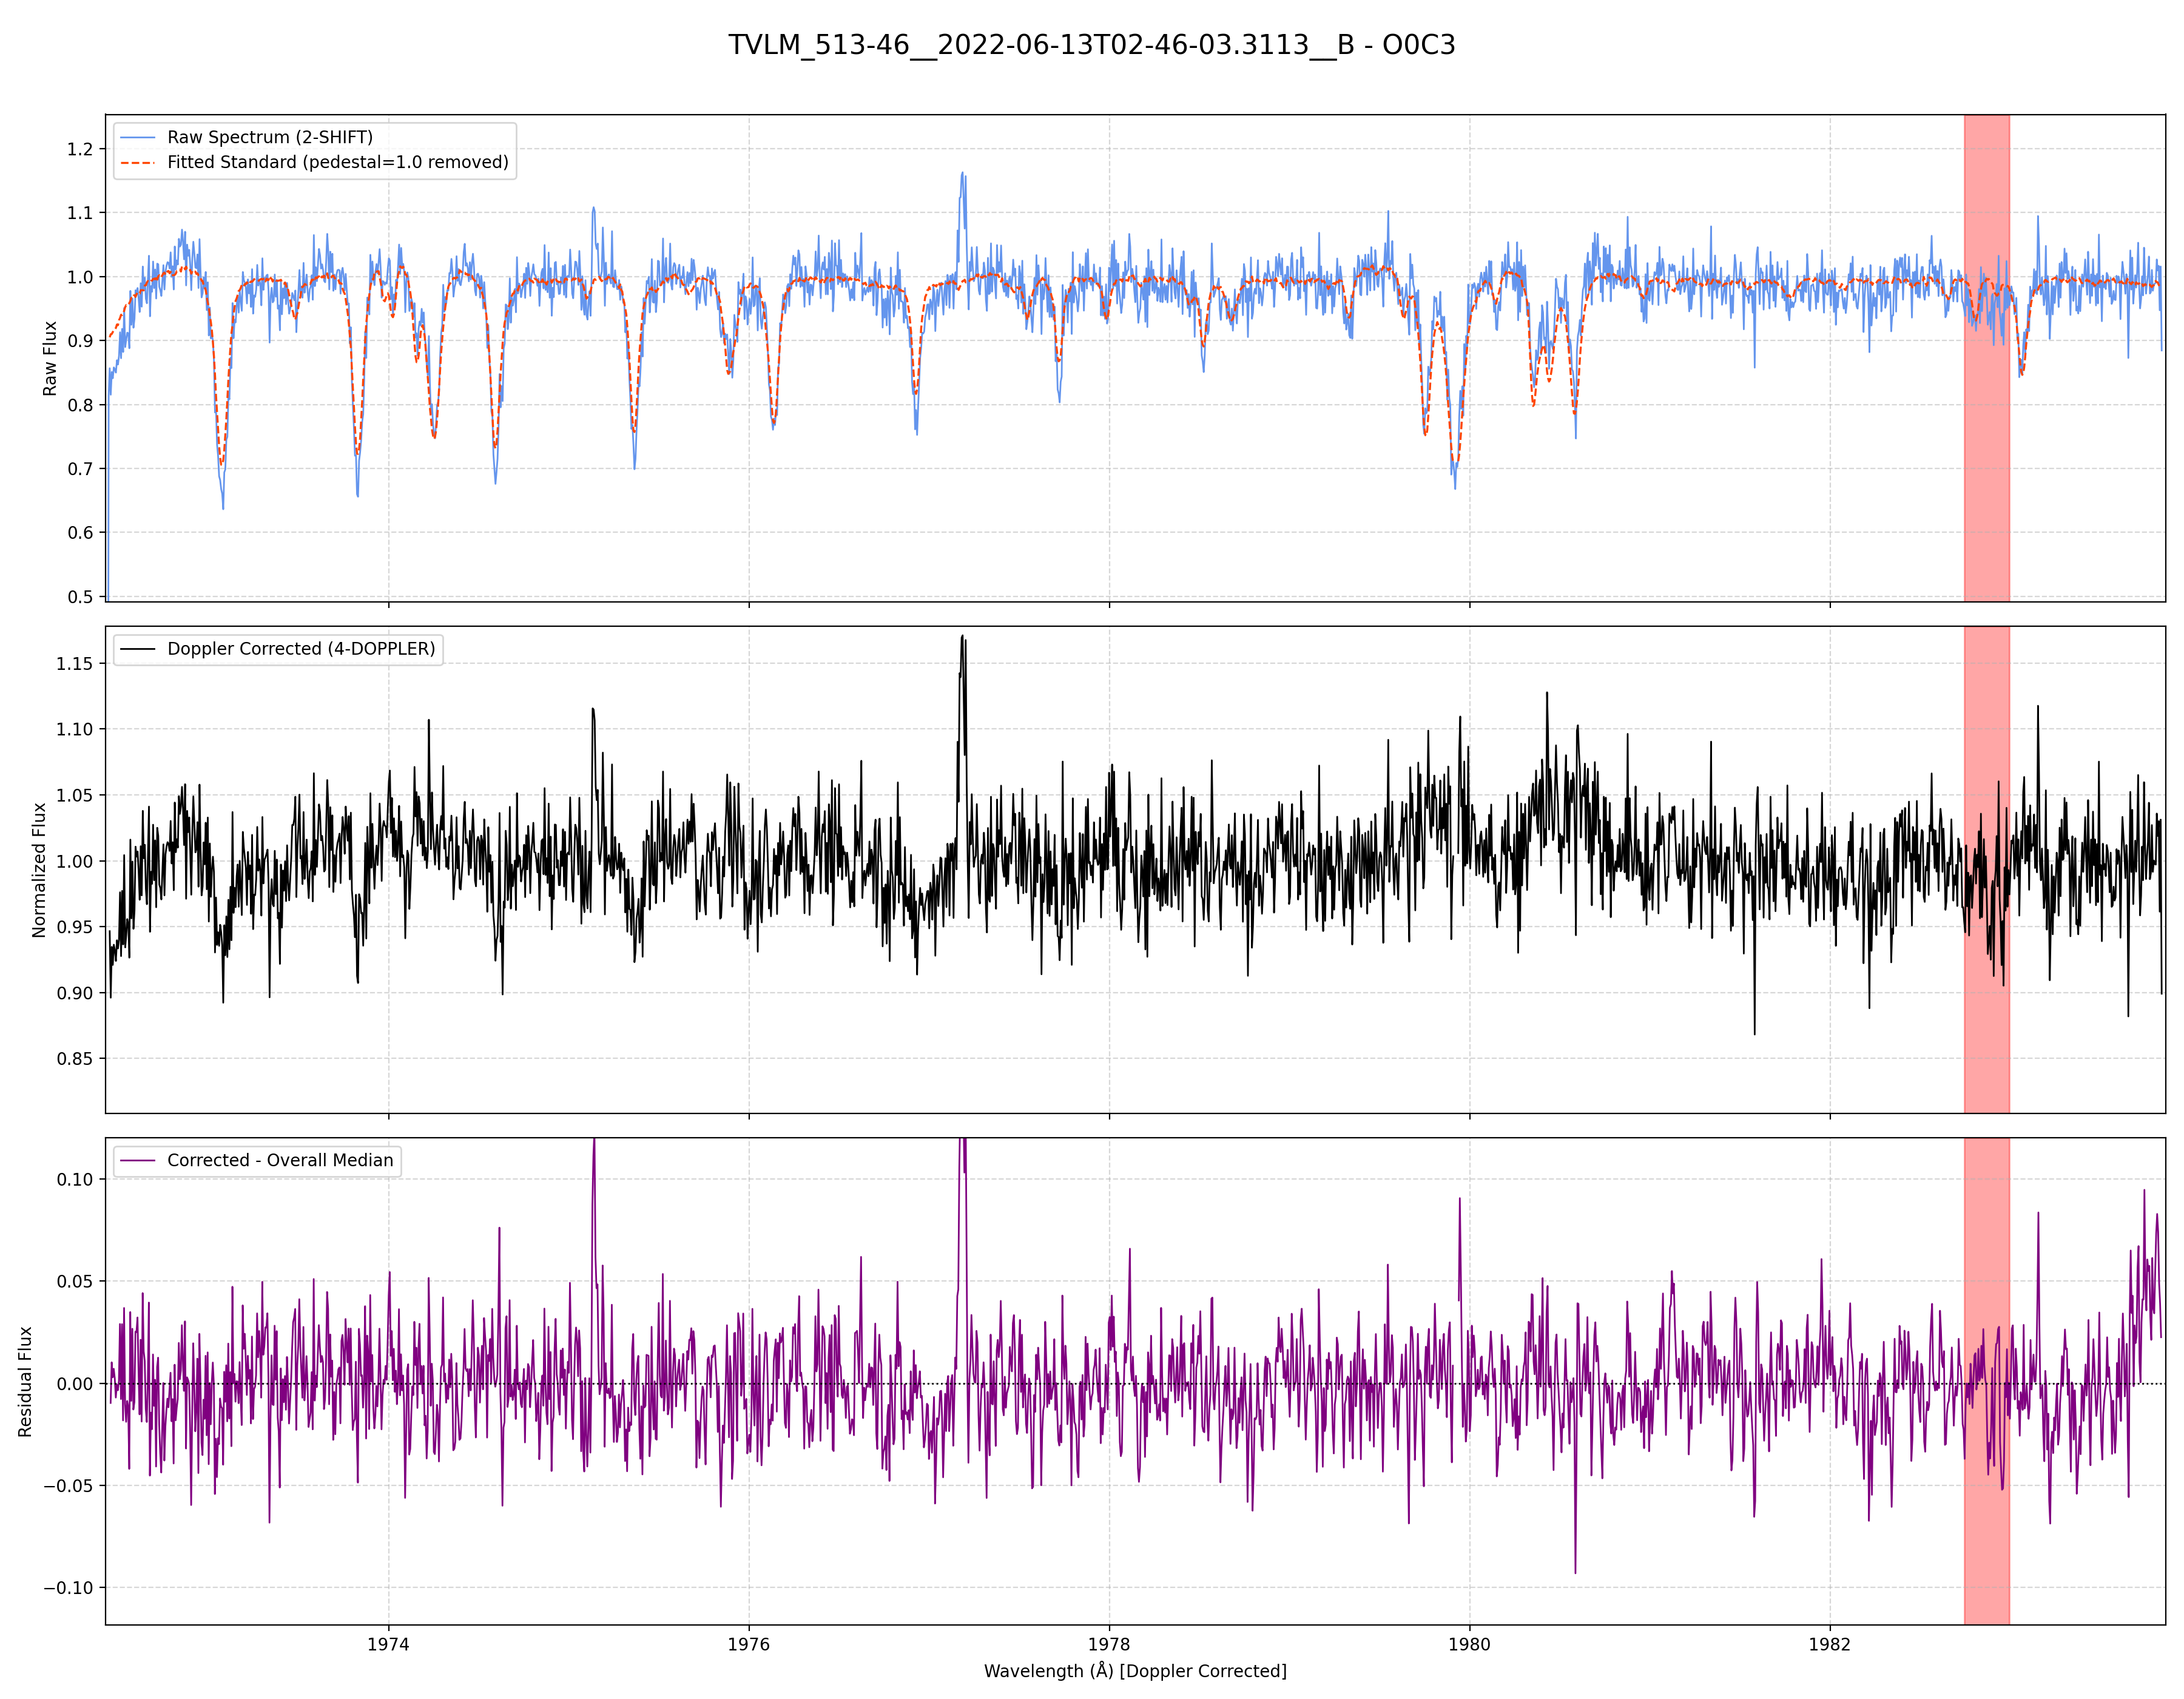 TVLM_513-46__2022-06-13T02-46-03.3113__B - O0C3
Raw Spectrum (2-SHIFT)
Fitted Standard (pedestal=1.0 removed)
Raw Flux
1.2
1.1
1.0
0.9
0.8
0.7
0.6
0.5
Doppler Corrected (4-DOPPLER)
Normalized Flux
1.15
1.10
1.05
1.00
0.95
0.90
0.85
Corrected - Overall Median
Residual Flux
0.10
0.05
0.00
−0.05
−0.10
1974
1976
1978
1980
1982
Wavelength (Å) [Doppler Corrected]